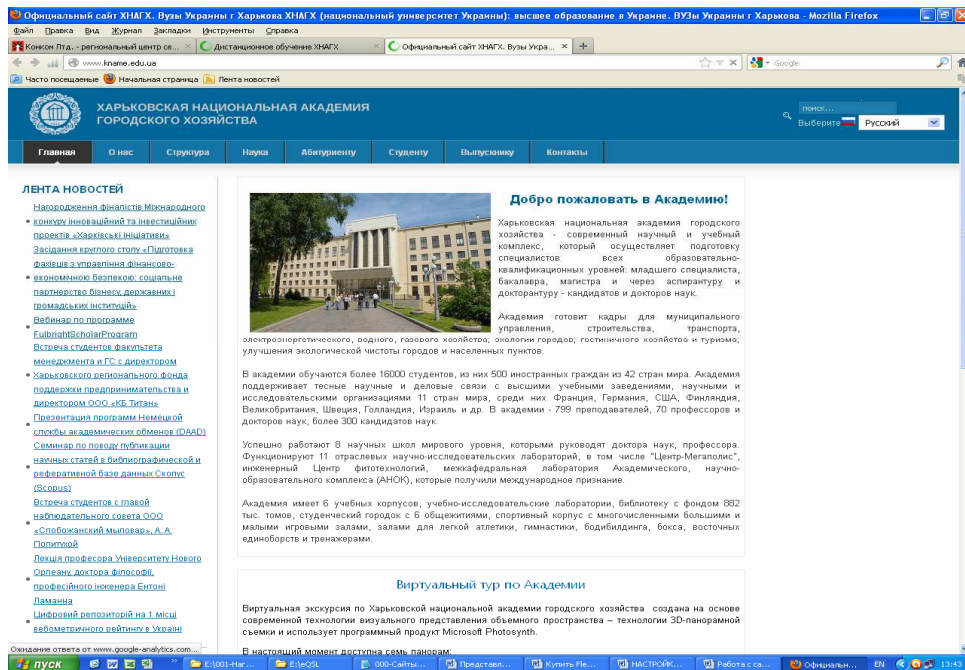 Официальный сайт ХНАГХ. Вузы Украины г Харькова ХНАГХ (национальный университет Украины): высшее образование в Украине. ВУЗы Украины г Харькова - Mozilla Firefox
Файл Правка Вид Журнал Закладки Инструменты Справка
Конком Лтд. - региональный центр се... Дистанционное обучение ХНАГХ Официальный сайт ХНАГХ. Вузы Укра...
www.kname.edu.ua Google
Часто посещаемые Начальная страница Лента новостей
ХАРЬКОВСКАЯ НАЦИОНАЛЬНАЯ АКАДЕМИЯ
ГОРОДСКОГО ХОЗЯЙСТВА
поиск...
Выберите Русский
Главная О нас Структура Наука Абитуриенту Студенту Выпускнику Контакты
ЛЕНТА НОВОСТЕЙ
Нагородження фіналістів Міжнародного
конкуру інноваційний та інвестиційних
проектів «Харківські ініціативи»
Засідання круглого столу «Підготовка
фахівців з управління фінансово-
економічною безпекою: соціальне
партнерство бізнесу, державних і
громадських інституцій»
Вебинар по программе
FulbrightScholarProgram
Встреча студентов факультета
менеджмента и ГС с директором
Харьковского регионального фонда
поддержки предпринимательства и
директором ООО «КБ Титан»
Презентация программ Немецкой
службы академических обменов (DAAD)
Семинар по поводу публикации
научных статей в библиографической и
реферативной базе данных Скопус
(Scopus)
Встреча студентов с главой
наблюдательного совета ООО
«Слобожанский мыловар», А. А.
Политухой
Лекція професора Університету Нового
Орлеану, доктора філософії,
професійного інженера Ентоні
Ламанна
Цифровий репозиторій на 1 місці
вебометричного рейтингу в Україні
Добро пожаловать в Академию!
Харьковская национальная академия городского
хозяйства - современный научный и учебный
комплекс, который осуществляет подготовку
специалистов всех образовательно-
квалификационных уровней: младшего специалиста,
бакалавра, магистра и через аспирантуру и
докторантуру - кандидатов и докторов наук.
Академия готовит кадры для муниципального
управления, строительства, транспорта,
электроэнергетического, водного, газового хозяйства; экологии городов; гостиничного хозяйства и туризма;
улучшения экологической чистоты городов и населенных пунктов.
В академии обучаются более 16000 студентов, из них 500 иностранных граждан из 42 стран мира. Академия
поддерживает тесные научные и деловые связи с высшими учебными заведениями, научными и
исследовательскими организациями 11 стран мира, среди них Франция, Германия, США, Финляндия,
Великобритания, Швеция, Голландия, Израиль и др. В академии - 799 преподавателей, 70 профессоров и
докторов наук, более 300 кандидатов наук.
Успешно работают 8 научных школ мирового уровня, которыми руководят доктора наук, профессора.
Функционируют 11 отраслевых научно-исследовательских лабораторий, в том числе "Центр-Мегаполис",
инженерный Центр фитотехнологий, межкафедральная лаборатория Академического, научно-
образовательного комплекса (АНОК), которые получили международное признание.
Академия имеет 6 учебных корпусов, учебно-исследовательские лаборатории, библиотеку с фондом 882
тыс. томов, студенческий городок с 6 общежитиями, спортивный корпус с многочисленными большими и
малыми игровыми залами, залами для легкой атлетики, гимнастики, бодибилдинга, бокса, восточных
единоборств и тренажерами.
Виртуальный тур по Академии
Виртуальная экскурсия по Харьковской национальной академии городского хозяйства создана на основе
современной технологии визуального представления объемного пространства – технологии 3D-панорамной
съемки и использует программный продукт Microsoft Photosynth.
В настоящий момент доступна семь панорам:
Ожидание ответа от www.google-analytics.com...
пуск E:\001-Наг... E:\eQSL 000-Сайты... Представл... Купить Fle... НАСТРОЙК... Работа с са... Официальн... EN 13:43